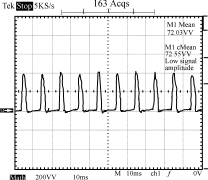 Tek Stop 5KS/s 163 Acqs
M1 Mean
72.03VV
M1 cMean
72.55VV
Low signal
amplitude
Math 200VV 10ms M 10ms ch1 f 0V